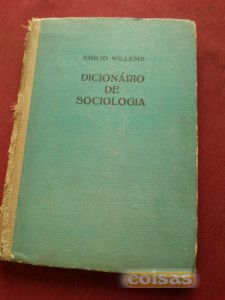 EMILIO WILLEMS
DICIONÁRIO
DE
SOCIOLOGIA
coisas